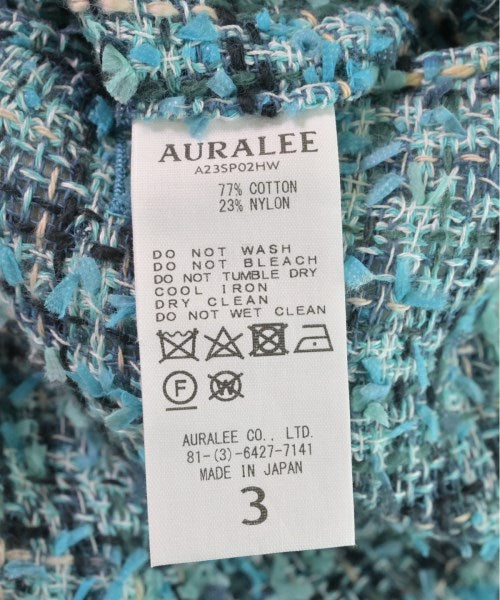 AURALEE
A23SP02HW
77% COTTON
23% NYLON
DO NOT WASH
DO NOT BLEACH
DO NOT TUMBLE DRY
COOL IRON
DRY CLEAN
DO NOT WET CLEAN
F W
AURALEE CO., LTD.
81-(3)-6427-7141
MADE IN JAPAN
3